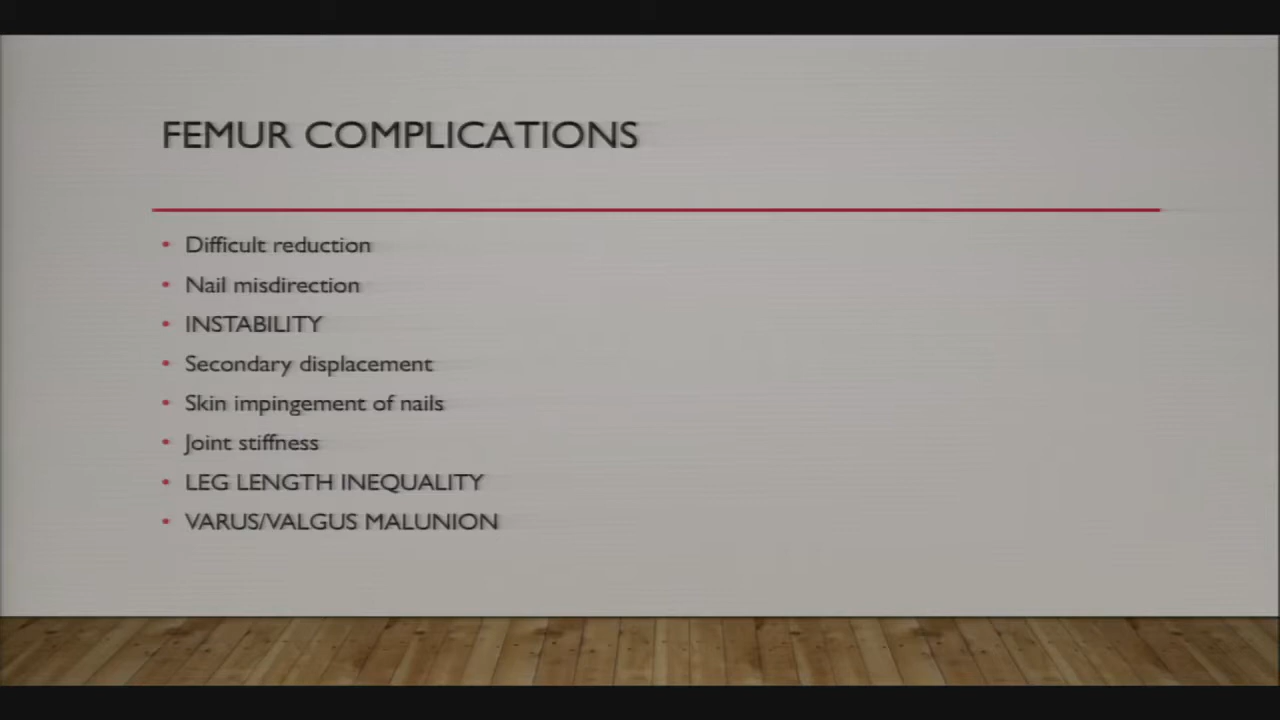 FEMUR COMPLICATIONS
• Difficult reduction
• Nail misdirection
• INSTABILITY
• Secondary displacement
• Skin impingement of nails
• Joint stiffness
• LEG LENGTH INEQUALITY
• VARUS/VALGUS MALUNION